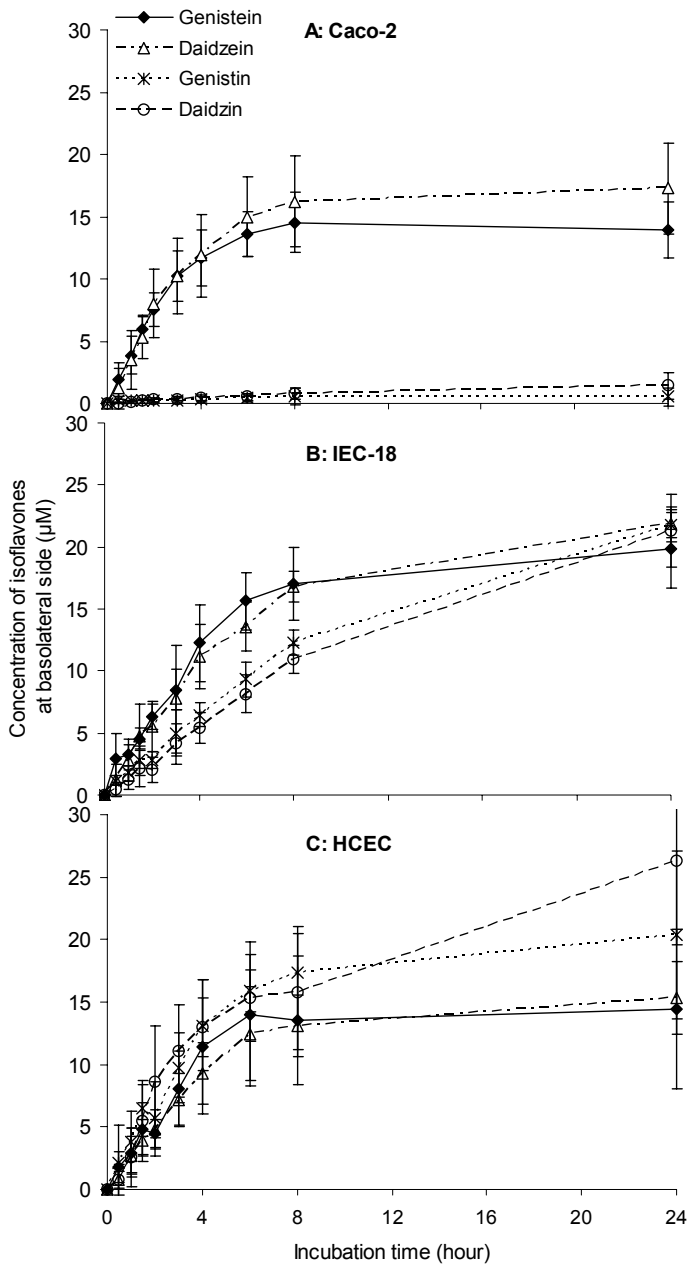 Genistein
Daidzein
Genistin
Daidzin
A: Caco-2
30
25
20
15
10
5
0
B: IEC-18
30
25
20
15
10
5
0
C: HCEC
30
25
20
15
10
5
0
0 4 8 12 16 20 24
Concentration of isoflavones
at basolateral side (µM)
Incubation time (hour)